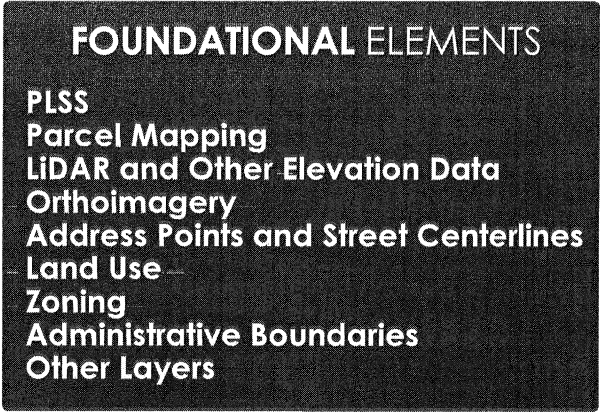 FOUNDATIONAL ELEMENTS
PLSS
Parcel Mapping
LiDAR and Other Elevation Data
Orthoimagery
Address Points and Street Centerlines
Land Use
Zoning
Administrative Boundaries
Other Layers